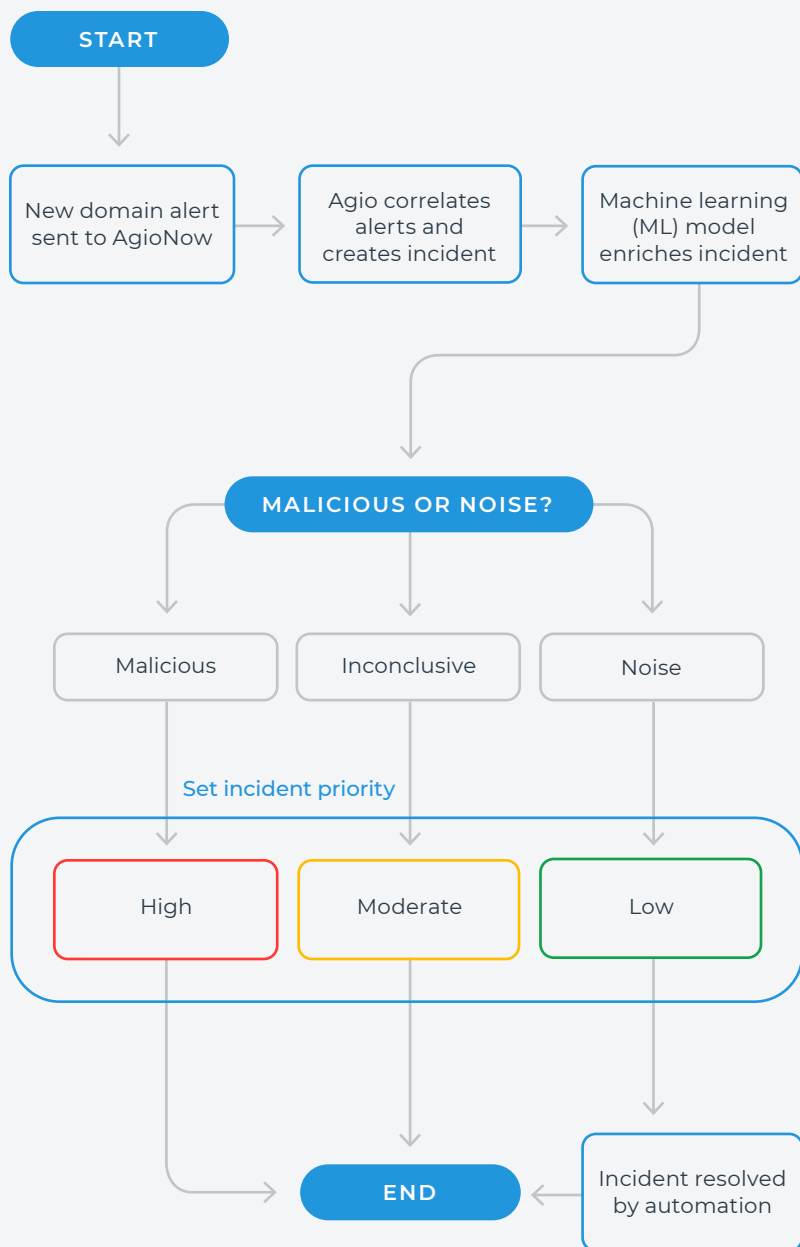 START
New domain alert
sent to AgioNow
Agio correlates
alerts and
creates incident
Machine learning
(ML) model
enriches incident
MALICIOUS OR NOISE?
Malicious
Inconclusive
Noise
Set incident priority
High
Moderate
Low
Incident resolved
by automation
END